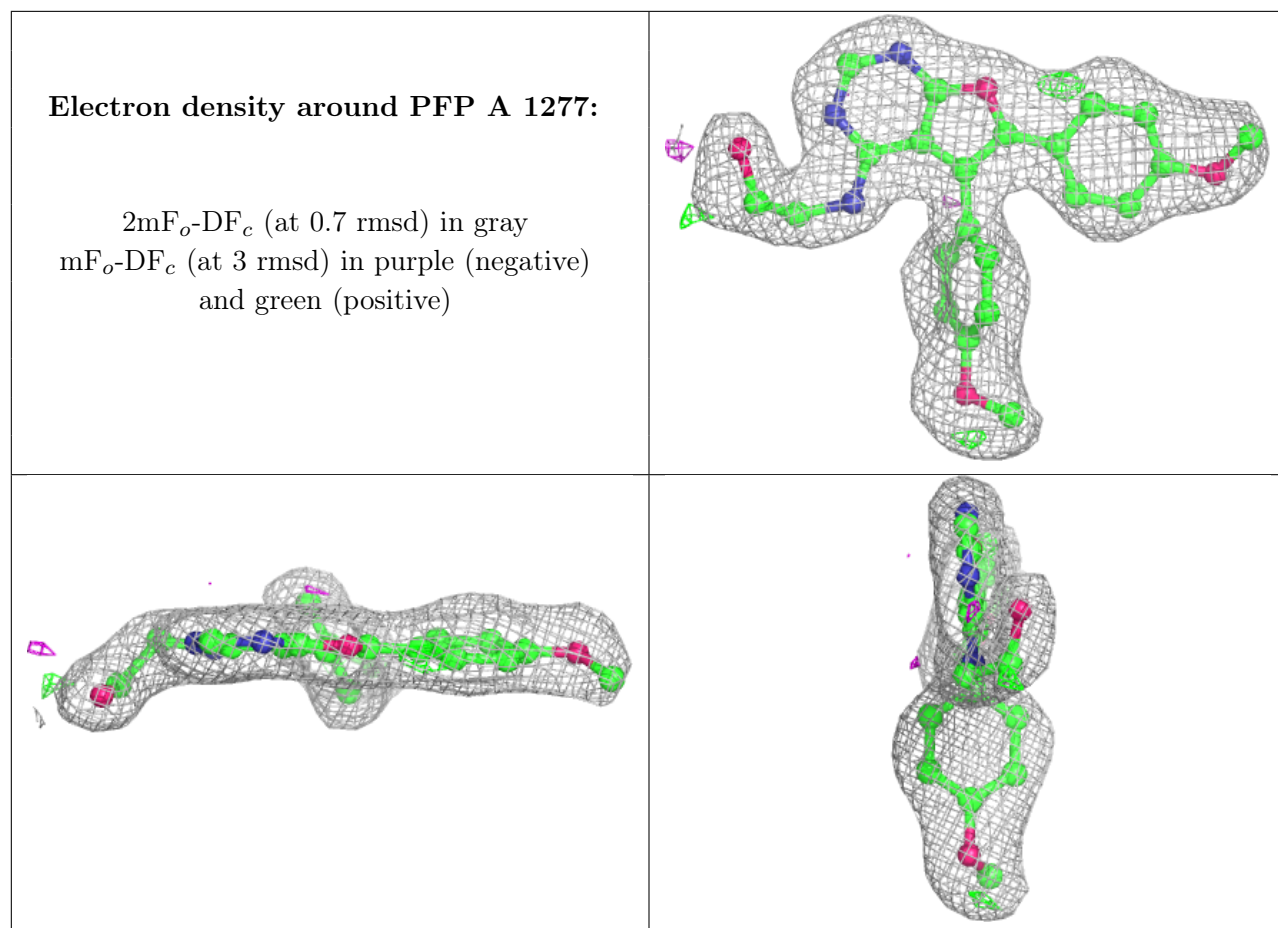 Electron density around PFP A 1277:
2mFo-DFc (at 0.7 rmsd) in gray
mFo-DFc (at 3 rmsd) in purple (negative)
and green (positive)